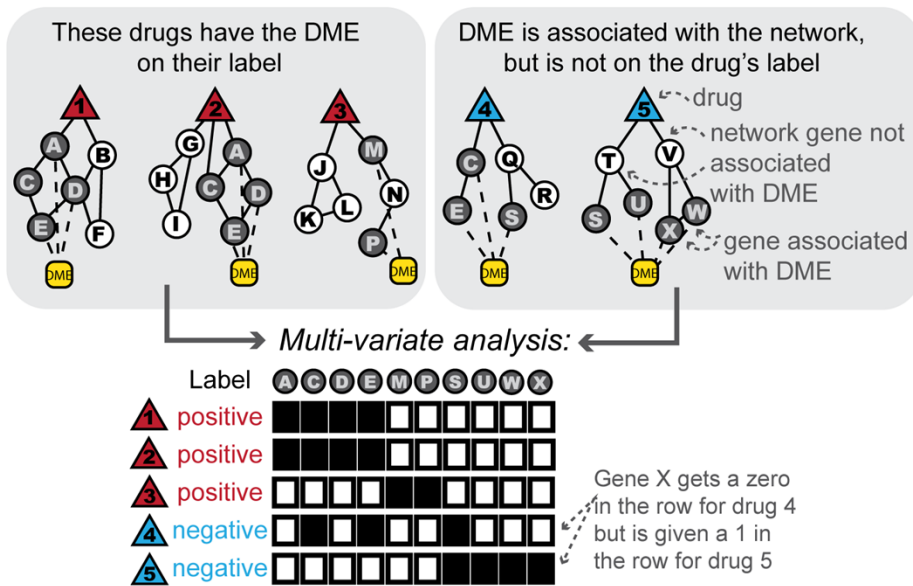 These drugs have the DME
on their label
1
A
B
C
D
E
F
DME
2
G
A
H
C
D
I
E
DME
3
M
J
N
K
L
P
DME
DME is associated with the network,
but is not on the drug's label
4
C
Q
E
S
R
DME
5
T
V
S
U
W
X
DME
drug
network gene not
associated
with DME
gene associated
with DME
Multi-variate analysis:
Label A C D E M P S U W X
1 positive
2 positive
3 positive
4 negative
5 negative
Gene X gets a zero
in the row for drug 4
but is given a 1 in
the row for drug 5